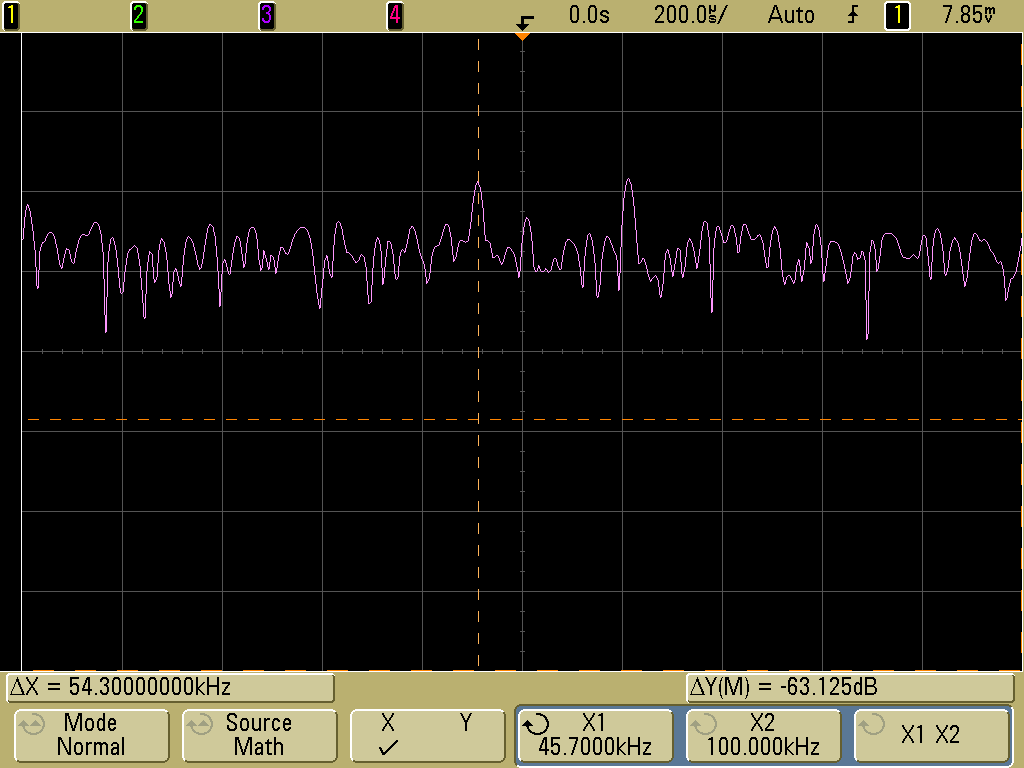 1 2 3 4 0.0s 200.0µs/ Auto 1 7.85mV
ΔX = 54.30000000kHz ΔY(M) = -63.125dB
Mode Source X Y X1 X2 X1 X2
Normal Math ✓ 45.7000kHz 100.000kHz